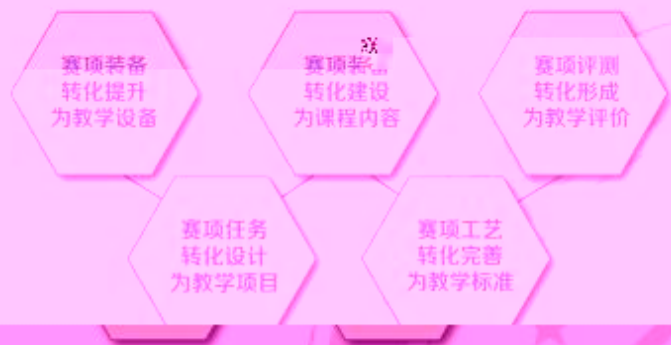 赛项装备
转化提升
为教学设备
赛项装
转化建设
为课程内容
赛项评测
转化形成
为教学评价
赛项任务
转化设计
为教学项目
赛项工艺
转化完善
为教学标准